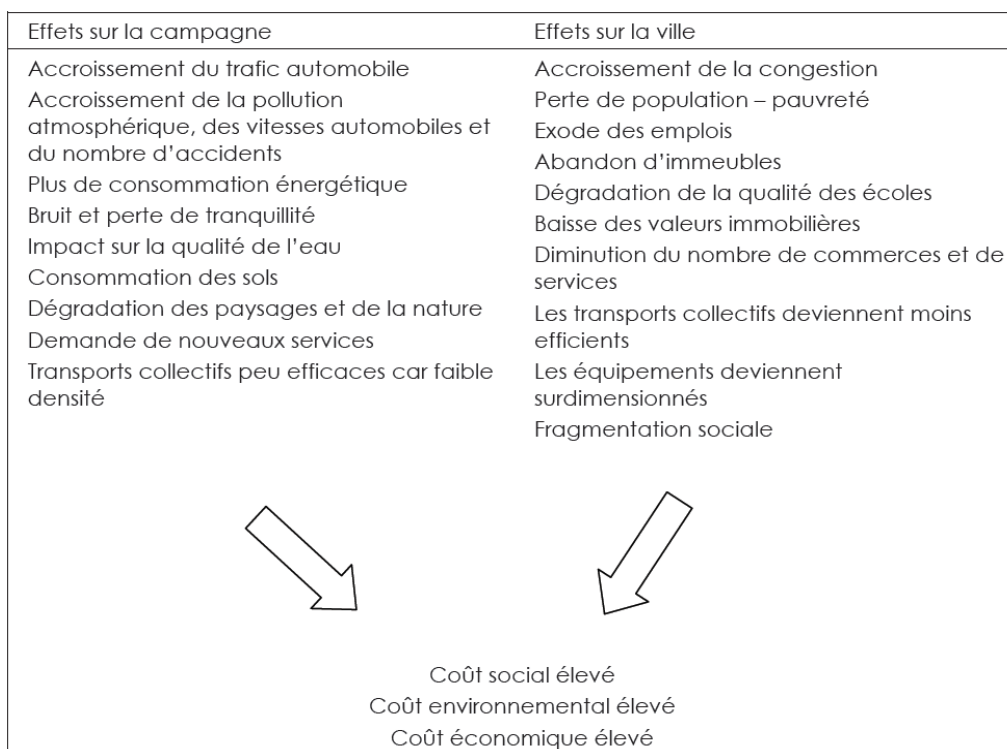 Effets sur la campagne
Effets sur la ville
Accroissement du trafic automobile
Accroissement de la pollution
atmosphérique, des vitesses automobiles et
du nombre d'accidents
Plus de consommation énergétique
Bruit et perte de tranquillité
Impact sur la qualité de l'eau
Consommation des sols
Dégradation des paysages et de la nature
Demande de nouveaux services
Transports collectifs peu efficaces car faible
densité
Accroissement de la congestion
Perte de population – pauvreté
Exode des emplois
Abandon d'immeubles
Dégradation de la qualité des écoles
Baisse des valeurs immobilières
Diminution du nombre de commerces et de
services
Les transports collectifs deviennent moins
efficients
Les équipements deviennent
surdimensionnés
Fragmentation sociale
Coût social élevé
Coût environnemental élevé
Coût économique élevé